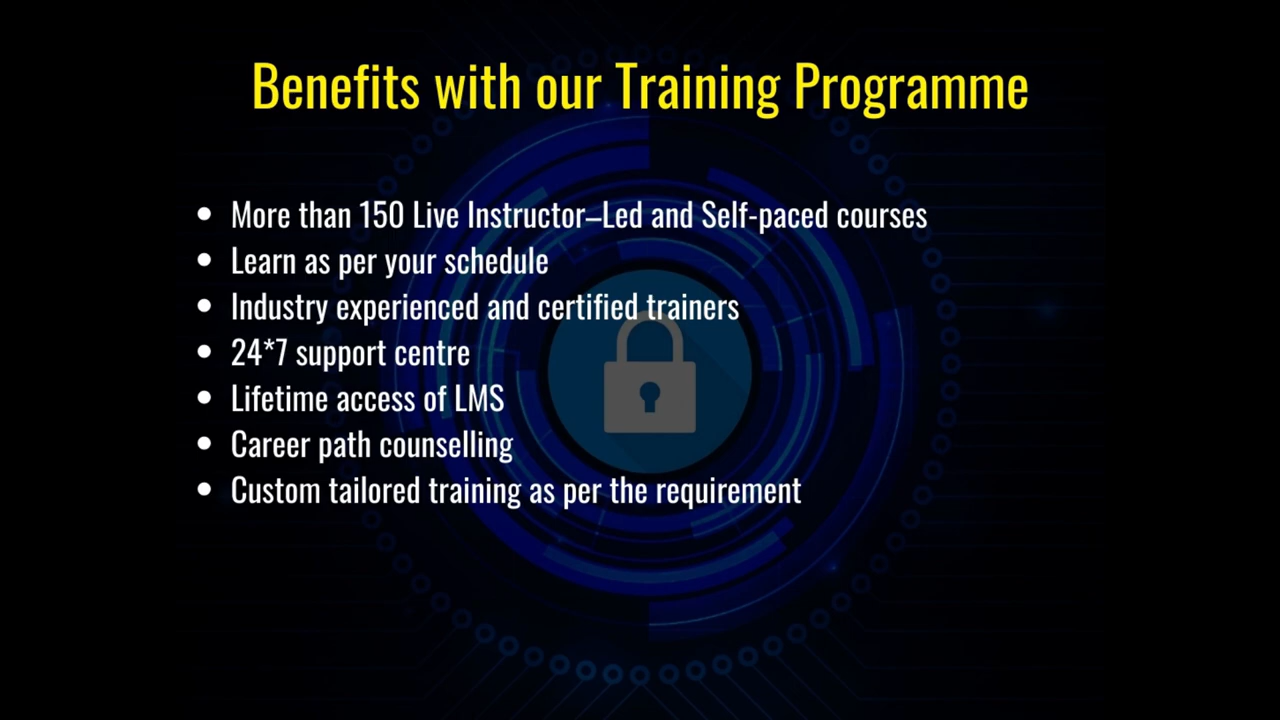 Benefits with our Training Programme
• More than 150 Live Instructor–Led and Self-paced courses
• Learn as per your schedule
• Industry experienced and certified trainers
• 24*7 support centre
• Lifetime access of LMS
• Career path counselling
• Custom tailored training as per the requirement